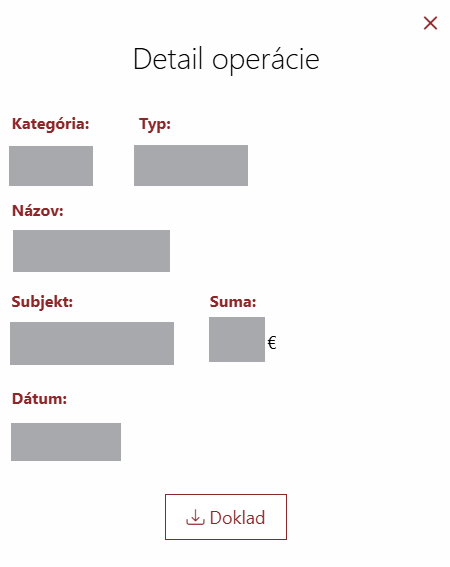 Detail operácie
Kategória: Typ:
Názov:
Subjekt: Suma:
€
Dátum:
Doklad